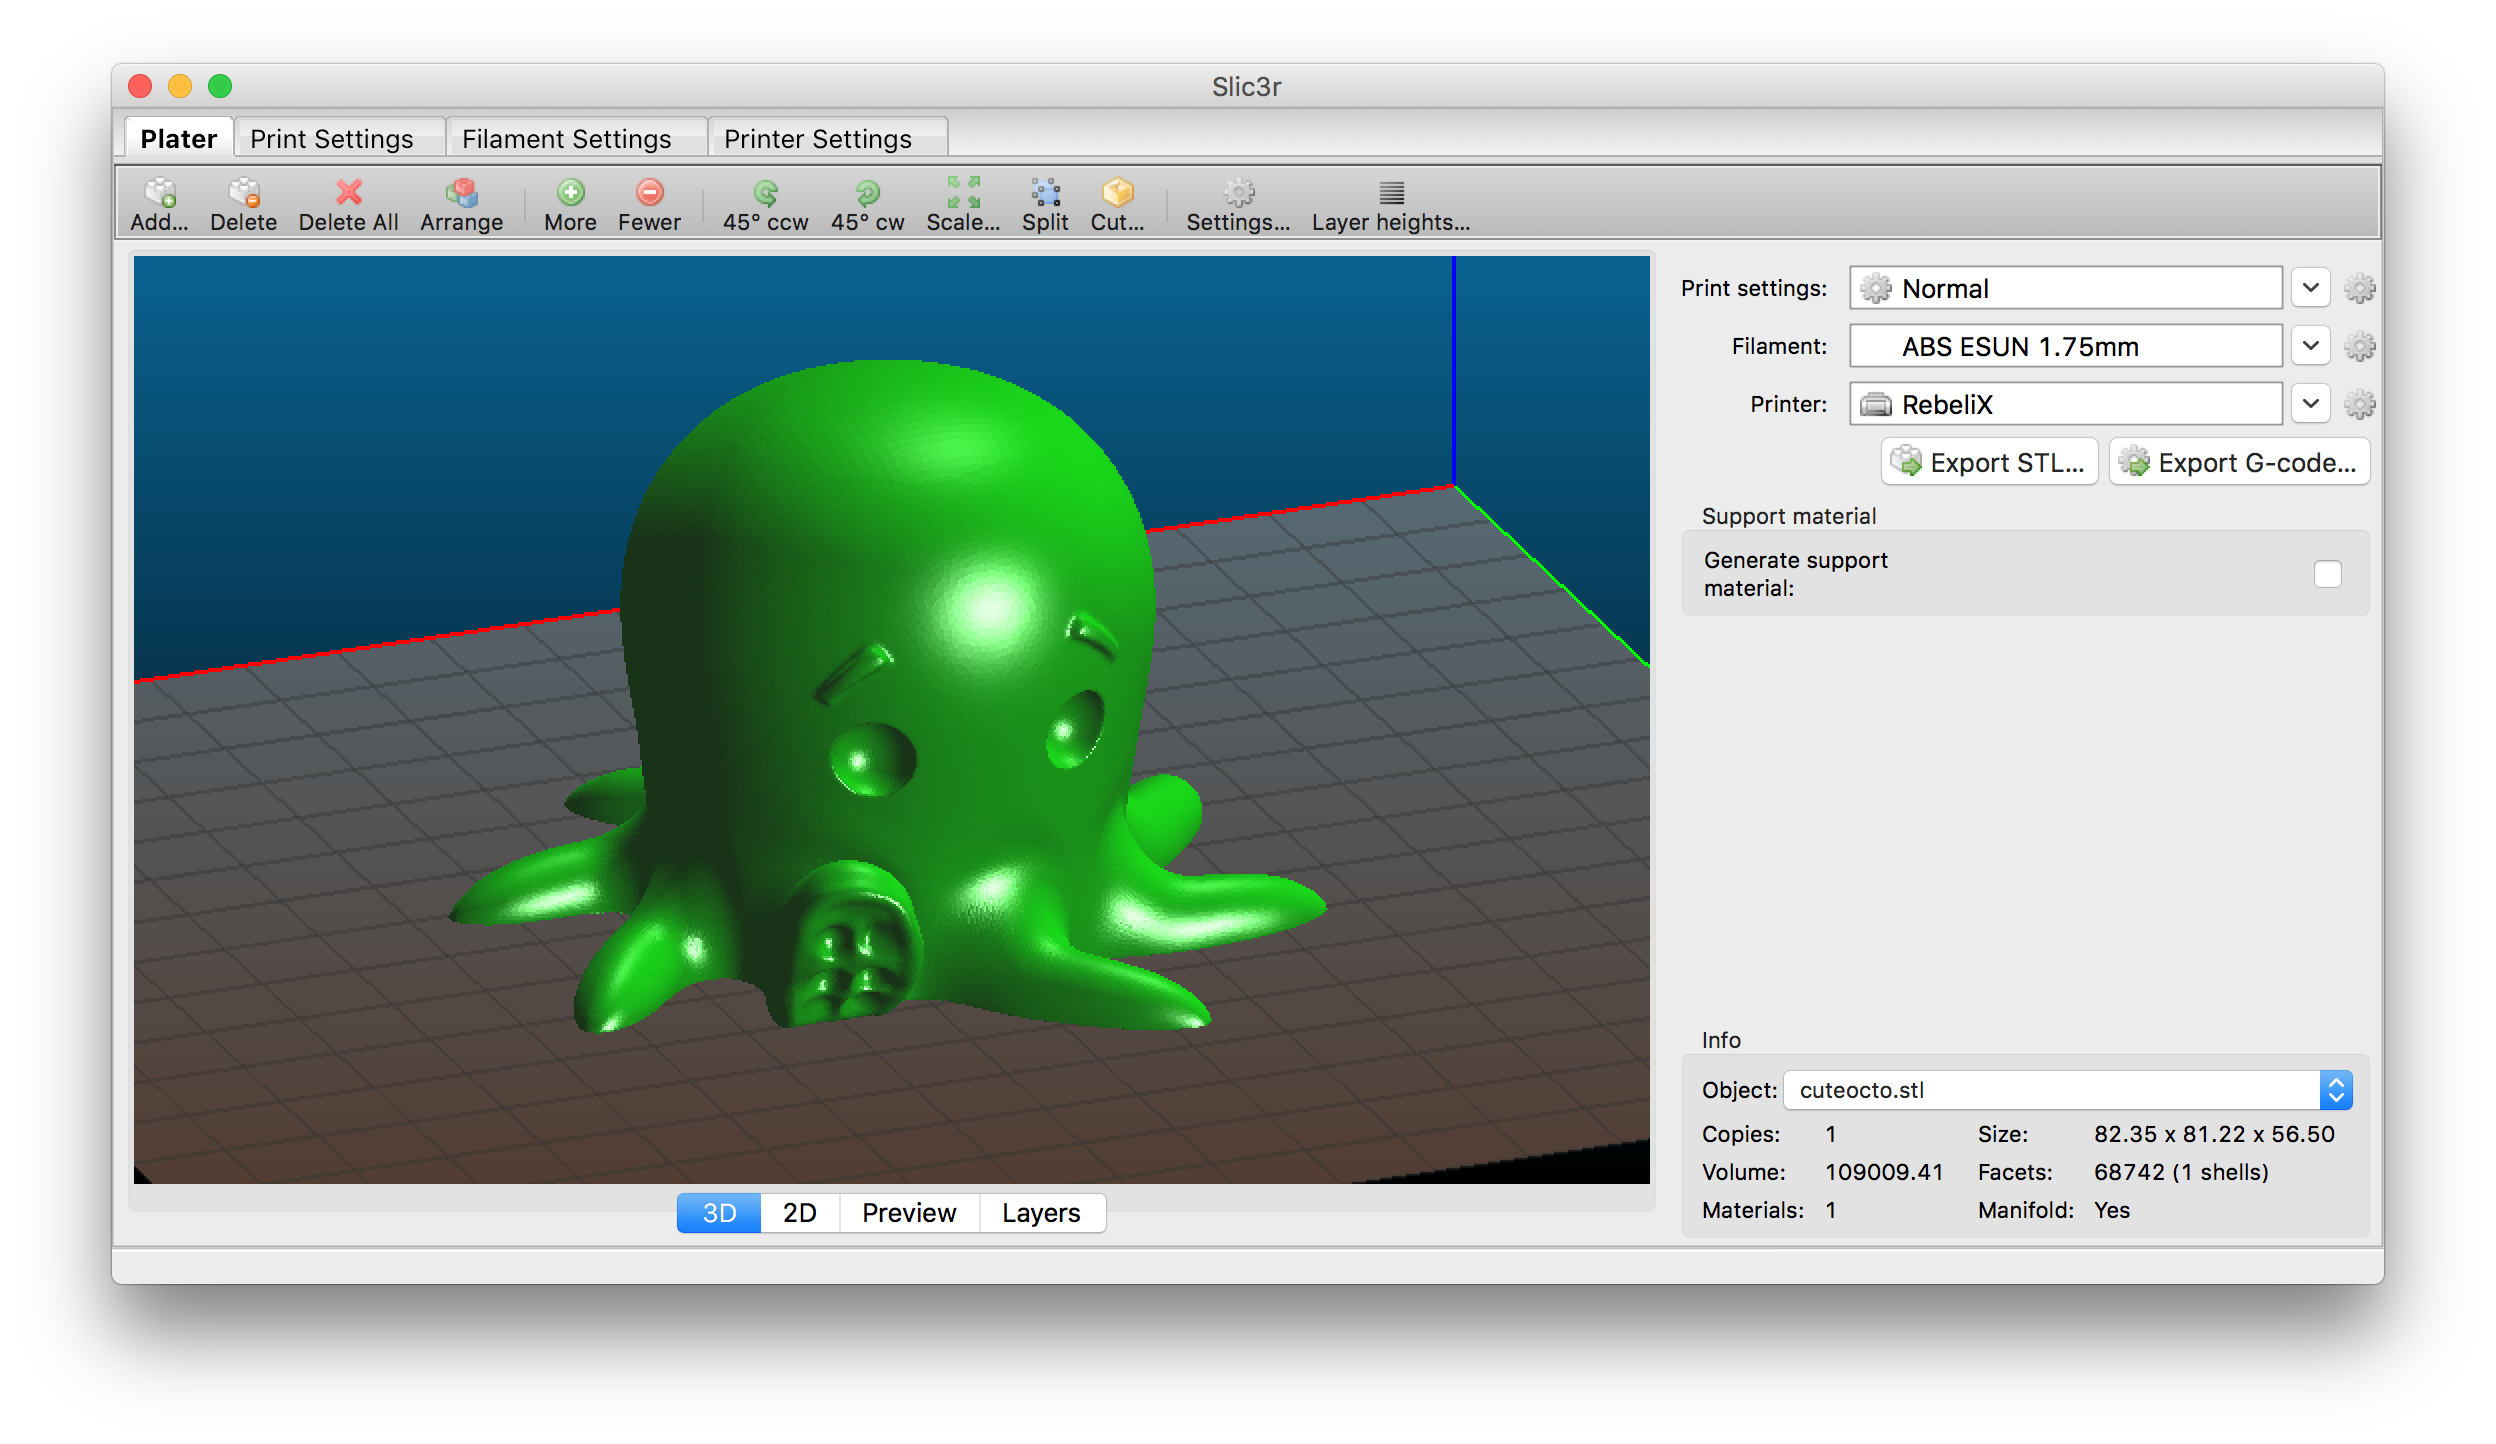 Slic3r
Plater Print Settings Filament Settings Printer Settings
Add... Delete Delete All Arrange More Fewer 45° ccw 45° cw Scale... Split Cut... Settings... Layer heights...
Print settings: Normal
Filament: ABS ESUN 1.75mm
Printer: RebeliX
Export STL... Export G-code...
Support material
Generate support
material:
Info
Object: cuteocto.stl
Copies: 1 Size: 82.35 x 81.22 x 56.50
Volume: 109009.41 Facets: 68742 (1 shells)
Materials: 1 Manifold: Yes
3D 2D Preview Layers